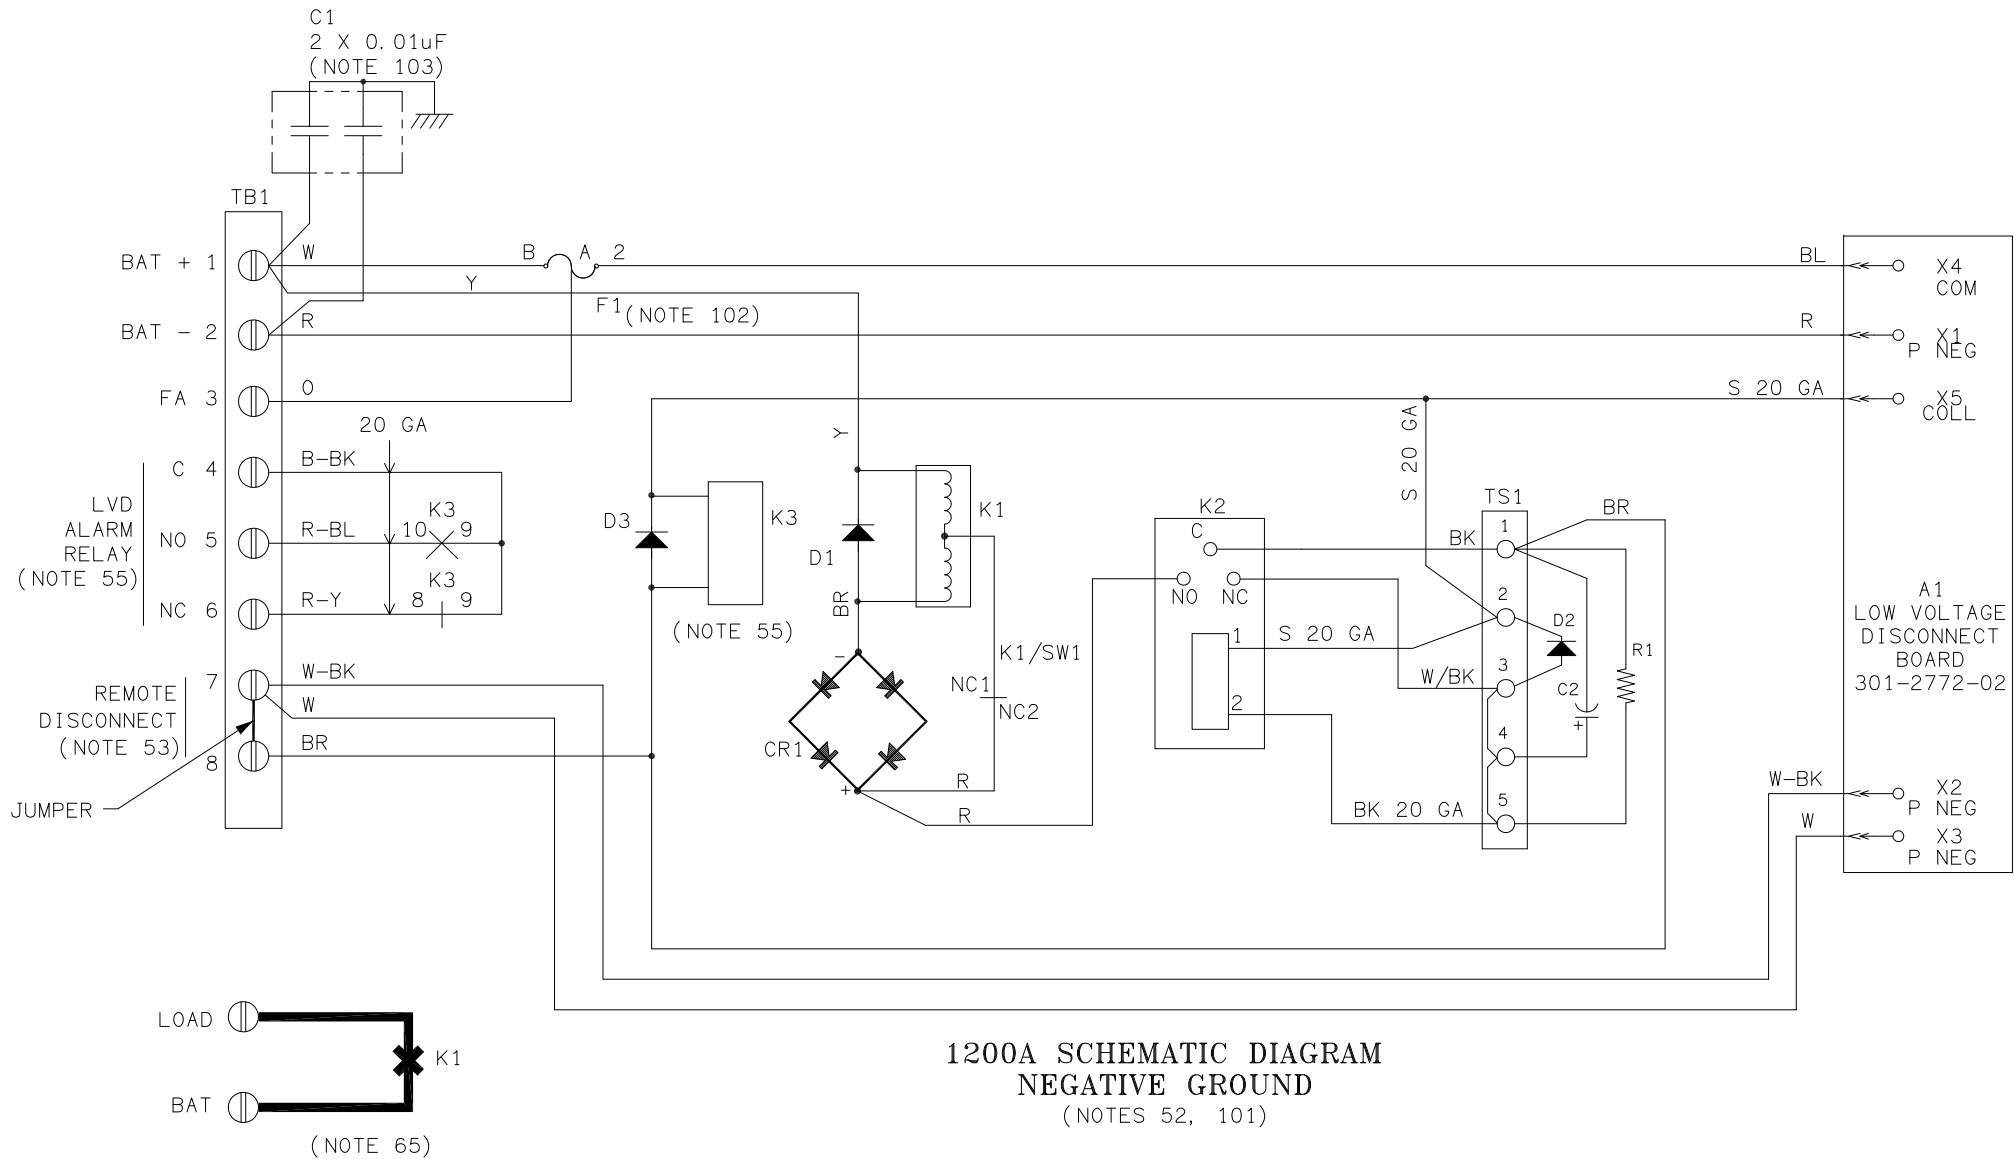 C1
2 X 0.01uF
(NOTE 103)
TB1
BAT + 1
W
B
A
2
BL
X4
COM
Y
F1 (NOTE 102)
BAT - 2
R
R
X1
P NEG
FA 3
O
S 20 GA
X5
COLL
20 GA
Y
S 20 GA
C 4
B-BK
LVD
ALARM
RELAY
(NOTE 55)
NO 5
R-BL
K3
10
9
NC 6
R-Y
K3
8
9
D3
K3
(NOTE 55)
D1
K1
BR
K2
C
NO
NC
1
2
BK
S 20 GA
W/BK
BK 20 GA
TS1
1
2
3
4
5
BR
D2
C2
+
R1
A1
LOW VOLTAGE
DISCONNECT
BOARD
301-2772-02
K1/SW1
NC1
NC2
-
CR1
+
R
R
REMOTE
DISCONNECT
(NOTE 53)
7
W-BK
W
8
BR
JUMPER
W-BK
X2
P NEG
W
X3
P NEG
LOAD
K1
BAT
(NOTE 65)
1200A SCHEMATIC DIAGRAM
NEGATIVE GROUND
(NOTES 52, 101)